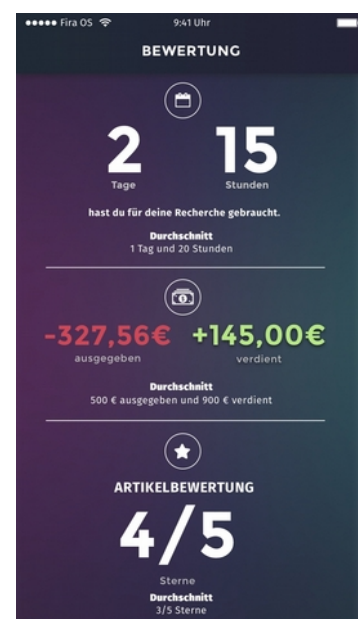 Fira OS 9:41 Uhr
BEWERTUNG
2 15
Tage Stunden
hast du für deine Recherche gebraucht.
Durchschnitt
1 Tag und 20 Stunden
-327,56€ +145,00€
ausgegeben verdient
Durchschnitt
500 € ausgegeben und 900 € verdient
ARTIKELBEWERTUNG
4/5
Sterne
Durchschnitt
3/5 Sterne